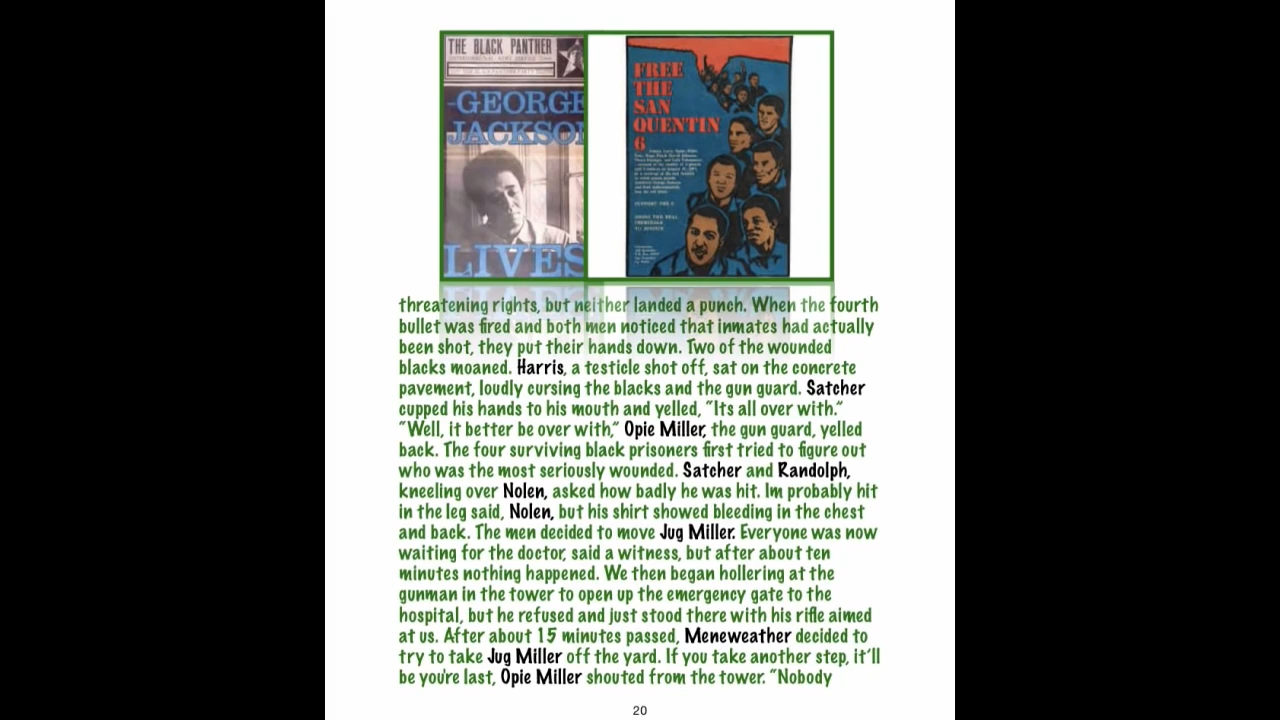 THE BLACK PANTHER
GEORGE
JACKSON
LIVES
FREE
THE
SAN
QUENTIN
6
SUPPORT THE 6
threatening rights, but neither landed a punch. When the fourth
bullet was fired and both men noticed that inmates had actually
been shot, they put their hands down. Two of the wounded
blacks moaned. Harris, a testicle shot off, sat on the concrete
pavement, loudly cursing the blacks and the gun guard. Satcher
cupped his hands to his mouth and yelled, “Its all over with.”
“Well, it better be over with,” Opie Miller, the gun guard, yelled
back. The four surviving black prisoners first tried to figure out
who was the most seriously wounded. Satcher and Randolph,
kneeling over Nolen, asked how badly he was hit. Im probably hit
in the leg said, Nolen, but his shirt showed bleeding in the chest
and back. The men decided to move Jug Miller. Everyone was now
waiting for the doctor, said a witness, but after about ten
minutes nothing happened. We then began hollering at the
gunman in the tower to open up the emergency gate to the
hospital, but he refused and just stood there with his rifle aimed
at us. After about 15 minutes passed, Meneweather decided to
try to take Jug Miller off the yard. If you take another step, it’ll
be you're last, Opie Miller shouted from the tower. “Nobody
20